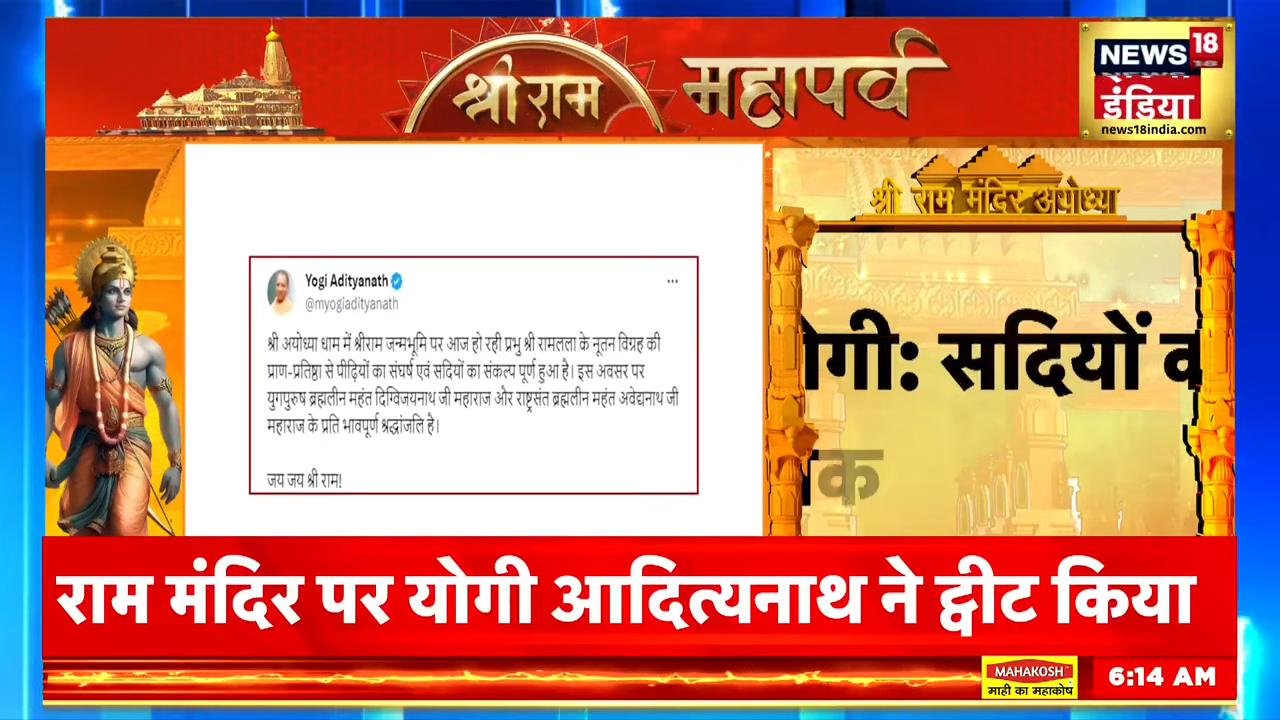 श्री राम महापर्व
NEWS 18
इंडिया
news18india.com
श्री राम मंदिर अयोध्या
Yogi Adityanath
@myogiadityanath
श्री अयोध्या धाम में श्रीराम जन्मभूमि पर आज हो रही प्रभु श्री रामलला के नूतन विग्रह की
प्राण-प्रतिष्ठा से पीढ़ियों का संघर्ष एवं सदियों का संकल्प पूर्ण हुआ है। इस अवसर पर
युगपुरुष ब्रह्मलीन महंत दिग्विजयनाथ जी महाराज और राष्ट्रसंत ब्रह्मलीन महंत अवेद्यनाथ जी
महाराज के प्रति भावपूर्ण श्रद्धांजलि है।
जय जय श्री राम!
योगी: सदियों
राम मंदिर पर योगी आदित्यनाथ ने ट्वीट किया
MAHAKOSH
माही का महाकोष
6:14 AM